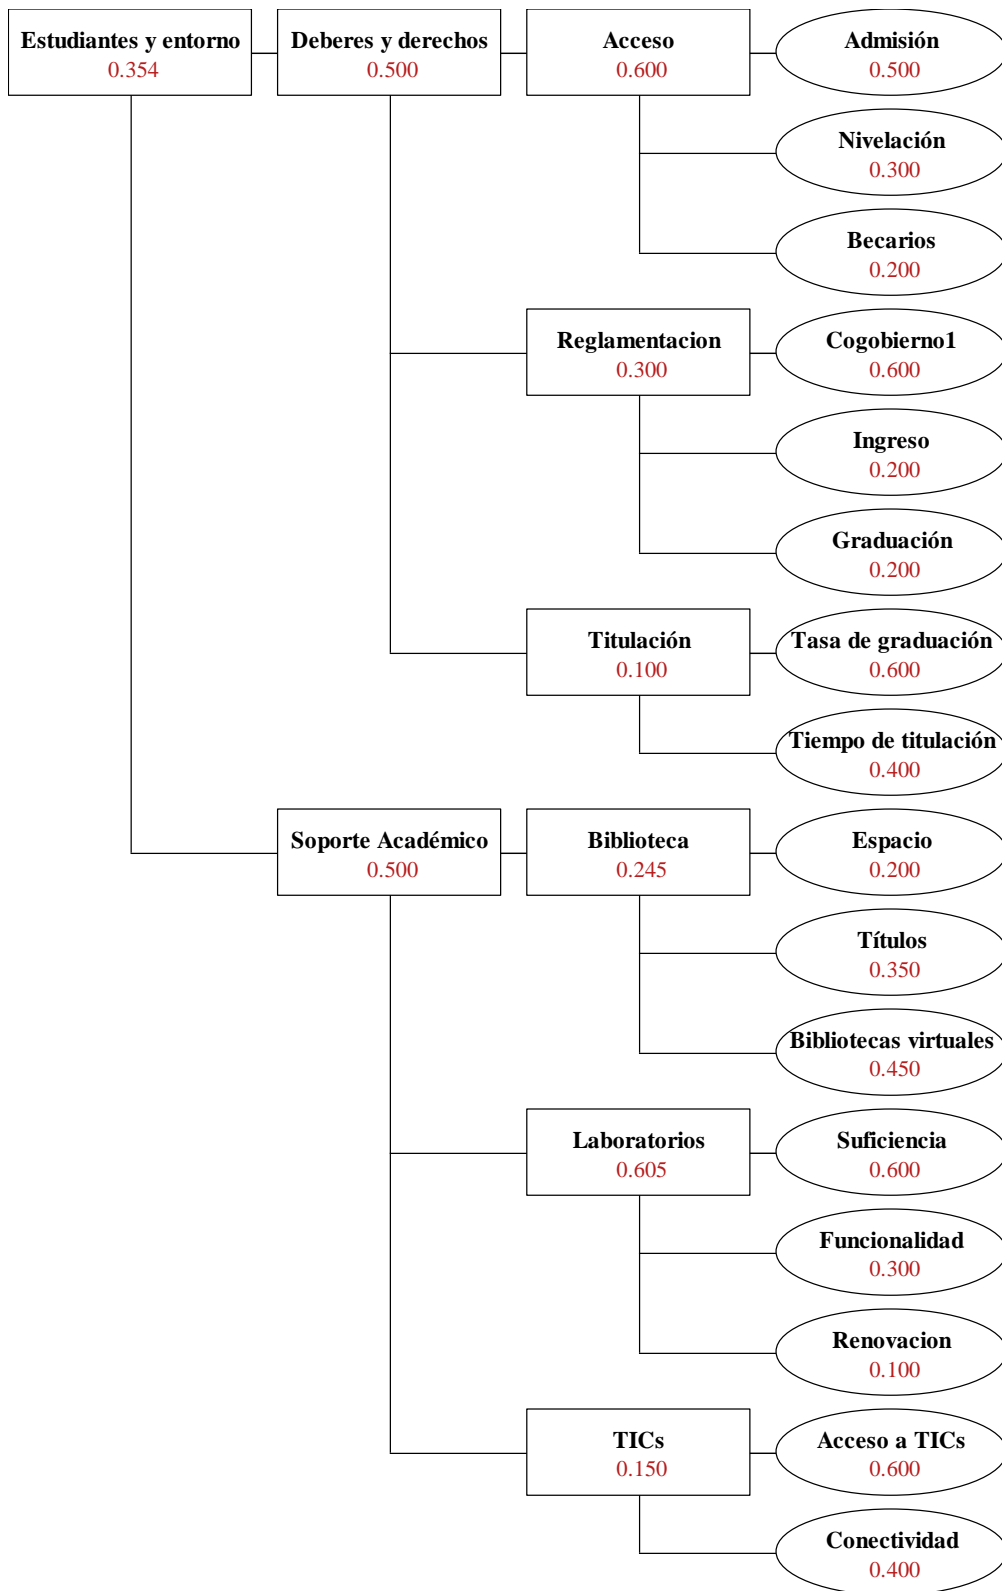 Estudiantes y entorno
0.354
Deberes y derechos
0.500
Acceso
0.600
Admisión
0.500
Nivelación
0.300
Becarios
0.200
Reglamentacion
0.300
Cogobierno1
0.600
Ingreso
0.200
Graduación
0.200
Titulación
0.100
Tasa de graduación
0.600
Tiempo de titulación
0.400
Soporte Académico
0.500
Biblioteca
0.245
Espacio
0.200
Títulos
0.350
Bibliotecas virtuales
0.450
Laboratorios
0.605
Suficiencia
0.600
Funcionalidad
0.300
Renovacion
0.100
TICs
0.150
Acceso a TICs
0.600
Conectividad
0.400